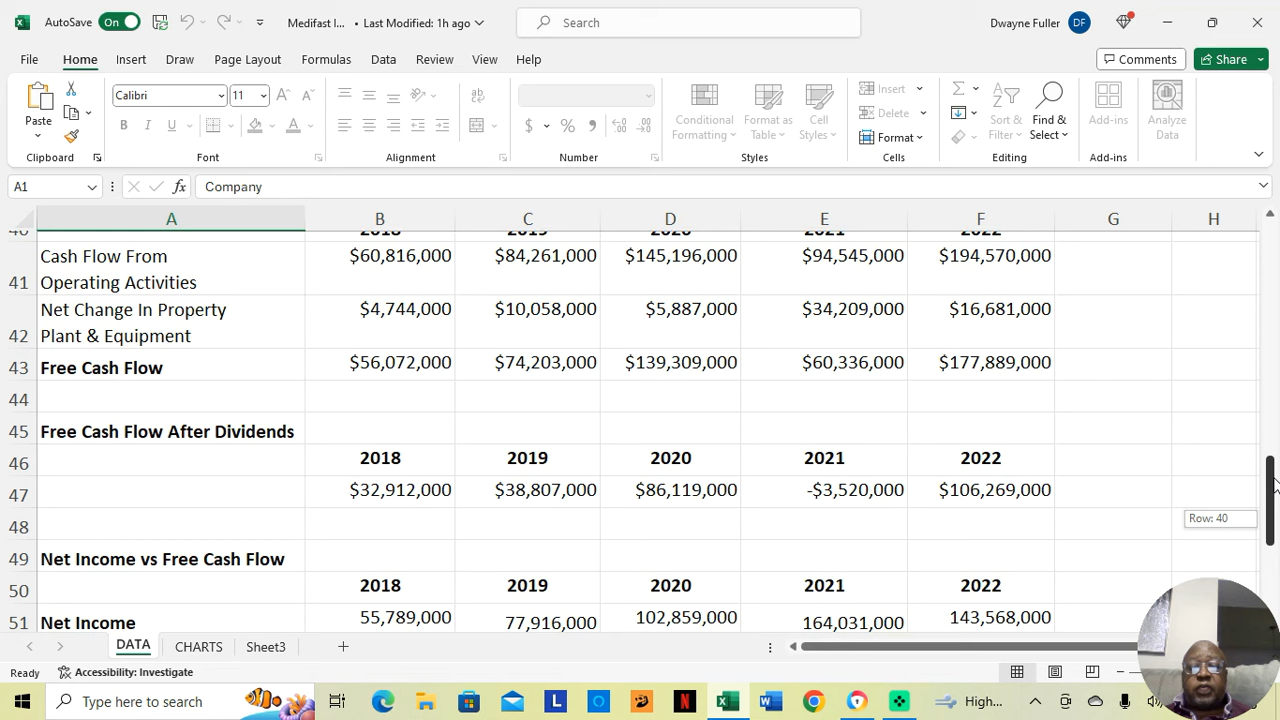 AutoSave On Medifast I... • Last Modified: 1h ago Search Dwayne Fuller DF
File Home Insert Draw Page Layout Formulas Data Review View Help Comments Share
Paste Calibri 11 $ % Conditional Formatting Format as Table Cell Styles Insert Delete Format Sort & Filter Find & Select Add-ins Analyze Data
Clipboard Font Alignment Number Styles Cells Editing Add-ins
A1 fx Company
A B C D E F G H
40 2018 2019 2020 2021 2022
Cash Flow From $60,816,000 $84,261,000 $145,196,000 $94,545,000 $194,570,000
41 Operating Activities
Net Change In Property $4,744,000 $10,058,000 $5,887,000 $34,209,000 $16,681,000
42 Plant & Equipment
43 Free Cash Flow $56,072,000 $74,203,000 $139,309,000 $60,336,000 $177,889,000
44
45 Free Cash Flow After Dividends
46 2018 2019 2020 2021 2022
47 $32,912,000 $38,807,000 $86,119,000 -$3,520,000 $106,269,000
48 Row: 40
49 Net Income vs Free Cash Flow
50 2018 2019 2020 2021 2022
51 Net Income 55,789,000 77,916,000 102,859,000 164,031,000 143,568,000
DATA CHARTS Sheet3
Ready Accessibility: Investigate
Type here to search L High...